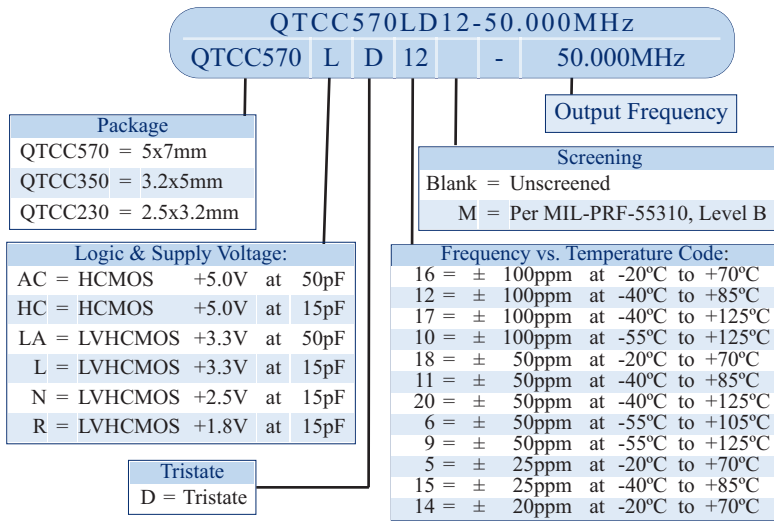 QTCC570LD12-50.000MHz
QTCC570 L D 12 - 50.000MHz
Output Frequency
Package
QTCC570 = 5x7mm
QTCC350 = 3.2x5mm
QTCC230 = 2.5x3.2mm
Screening
Blank = Unscreened
M = Per MIL-PRF-55310, Level B
Logic & Supply Voltage:
AC = HCMOS +5.0V at 50pF
HC = HCMOS +5.0V at 15pF
LA = LVHCMOS +3.3V at 50pF
L = LVHCMOS +3.3V at 15pF
N = LVHCMOS +2.5V at 15pF
R = LVHCMOS +1.8V at 15pF
Frequency vs. Temperature Code:
16 = ± 100ppm at -20ºC to +70ºC
12 = ± 100ppm at -40ºC to +85ºC
17 = ± 100ppm at -40ºC to +125ºC
10 = ± 100ppm at -55ºC to +125ºC
18 = ± 50ppm at -20ºC to +70ºC
11 = ± 50ppm at -40ºC to +85ºC
20 = ± 50ppm at -40ºC to +125ºC
6 = ± 50ppm at -55ºC to +105ºC
9 = ± 50ppm at -55ºC to +125ºC
5 = ± 25ppm at -20ºC to +70ºC
15 = ± 25ppm at -40ºC to +85ºC
14 = ± 20ppm at -20ºC to +70ºC
Tristate
D = Tristate